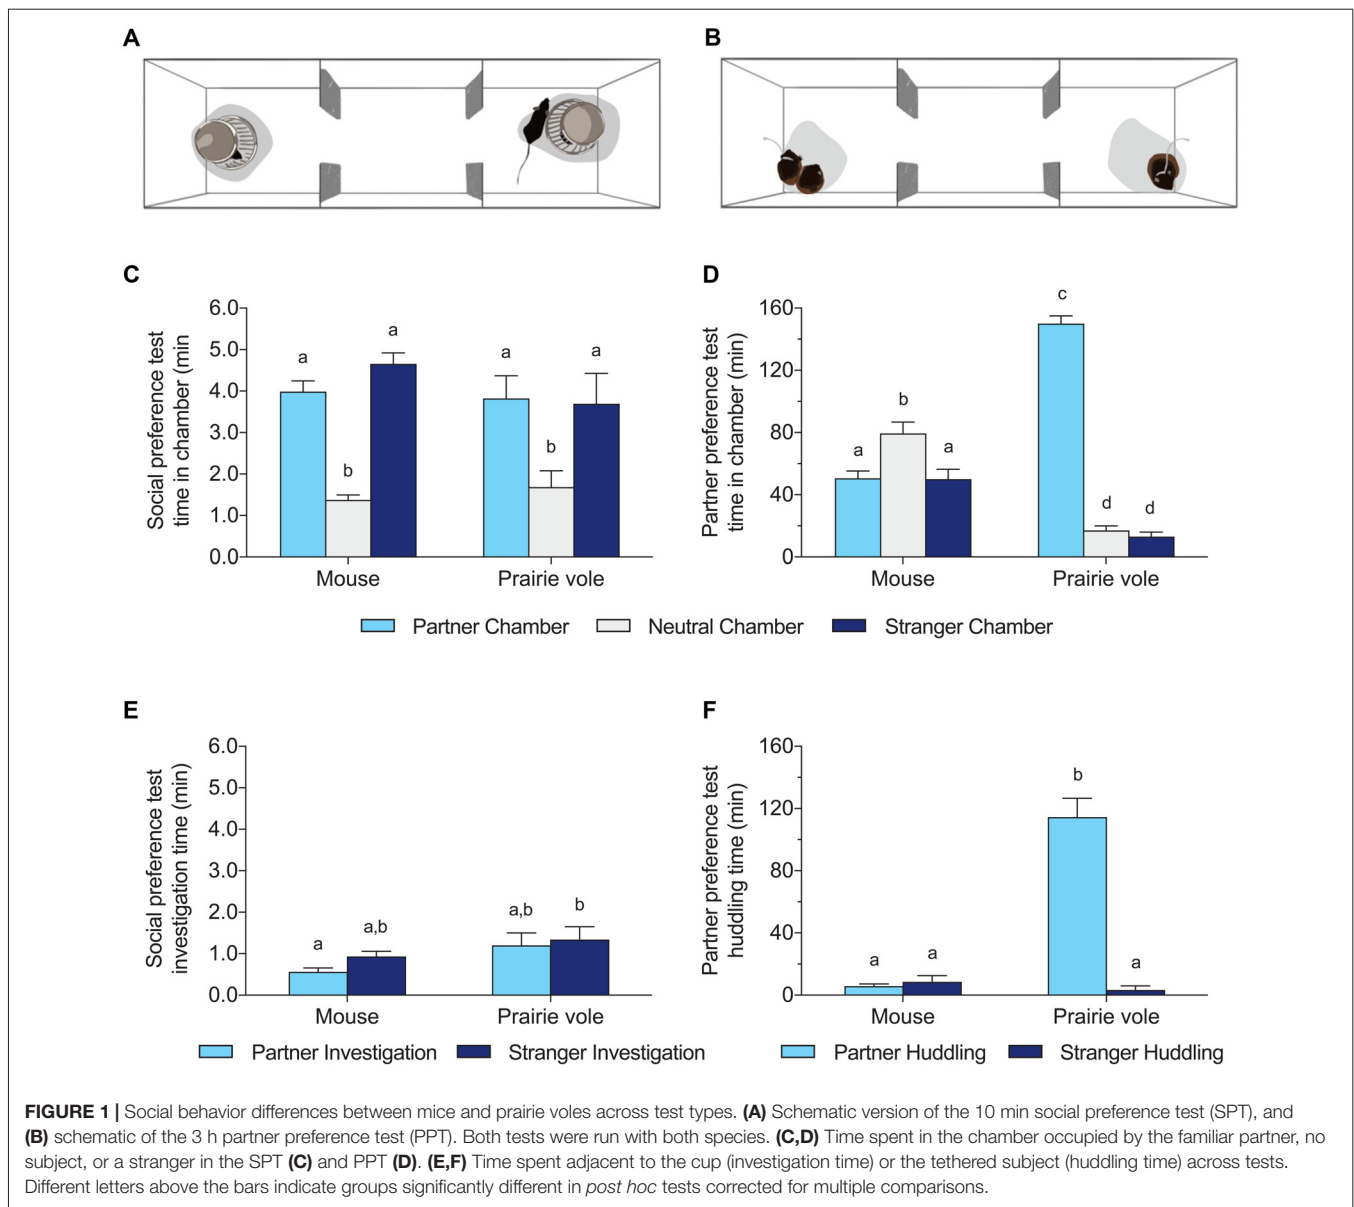 A
B
C
Social preference test
time in chamber (min
6.0
5.0
4.0
3.0
2.0
1.0
0.0
a
b
a
a
b
a
Mouse
Prairie vole
D
Partner preference test
time in chamber (min)
160
120
80
40
0
a
b
a
c
d
d
Mouse
Prairie vole
Partner Chamber
Neutral Chamber
Stranger Chamber
E
Social preference test
investigation time (min)
6.0
5.0
4.0
3.0
2.0
1.0
0.0
a
a,b
a,b
b
Mouse
Prairie vole
Partner Investigation
Stranger Investigation
F
Partner preference test
huddling time (min)
160
120
80
40
0
a
a
b
a
Mouse
Prairie vole
Partner Huddling
Stranger Huddling
FIGURE 1 | Social behavior differences between mice and prairie voles across test types. (A) Schematic version of the 10 min social preference test (SPT), and
(B) schematic of the 3 h partner preference test (PPT). Both tests were run with both species. (C,D) Time spent in the chamber occupied by the familiar partner, no
subject, or a stranger in the SPT (C) and PPT (D). (E,F) Time spent adjacent to the cup (investigation time) or the tethered subject (huddling time) across tests.
Different letters above the bars indicate groups significantly different in post hoc tests corrected for multiple comparisons.